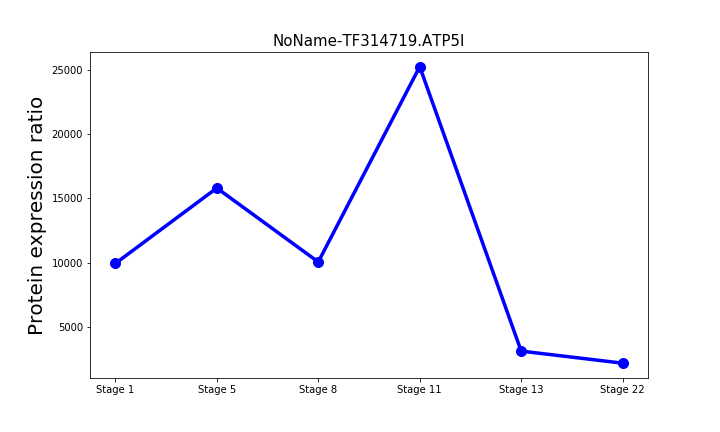 NoName-TF314719.ATP5I
Protein expression ratio
25000
20000
15000
10000
5000
Stage 1
Stage 5
Stage 8
Stage 11
Stage 13
Stage 22